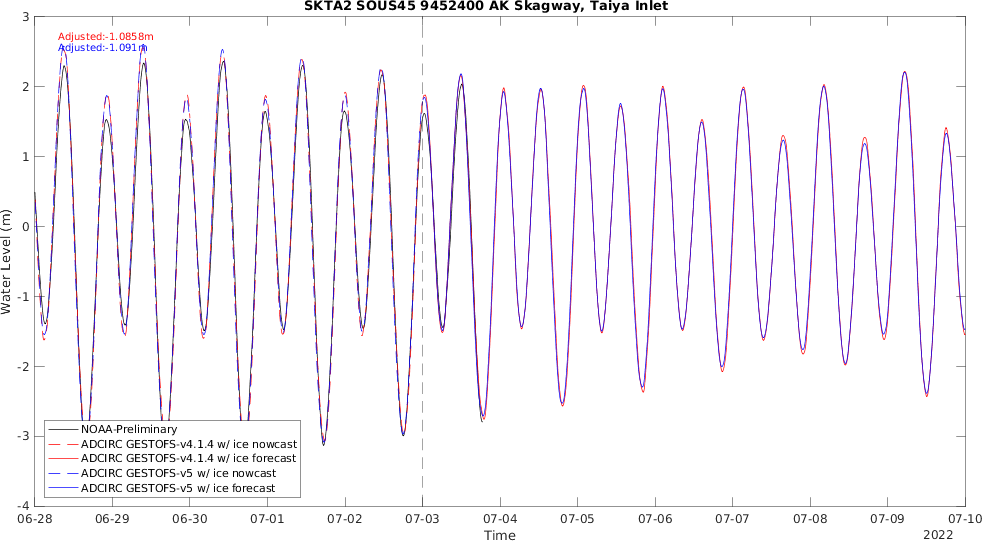 SKTA2 SOUS45 9452400 AK Skagway, Taiya Inlet
Adjusted:-1.0858m
Adjusted:-1.091m
3
2
1
0
-1
-2
-3
-4
Water Level (m)
NOAA-Preliminary
ADCIRC GESTOFS-v4.1.4 w/ ice nowcast
ADCIRC GESTOFS-v4.1.4 w/ ice forecast
ADCIRC GESTOFS-v5 w/ ice nowcast
ADCIRC GESTOFS-v5 w/ ice forecast
06-28 06-29 06-30 07-01 07-02 07-03 07-04 07-05 07-06 07-07 07-08 07-09 07-10
Time
2022